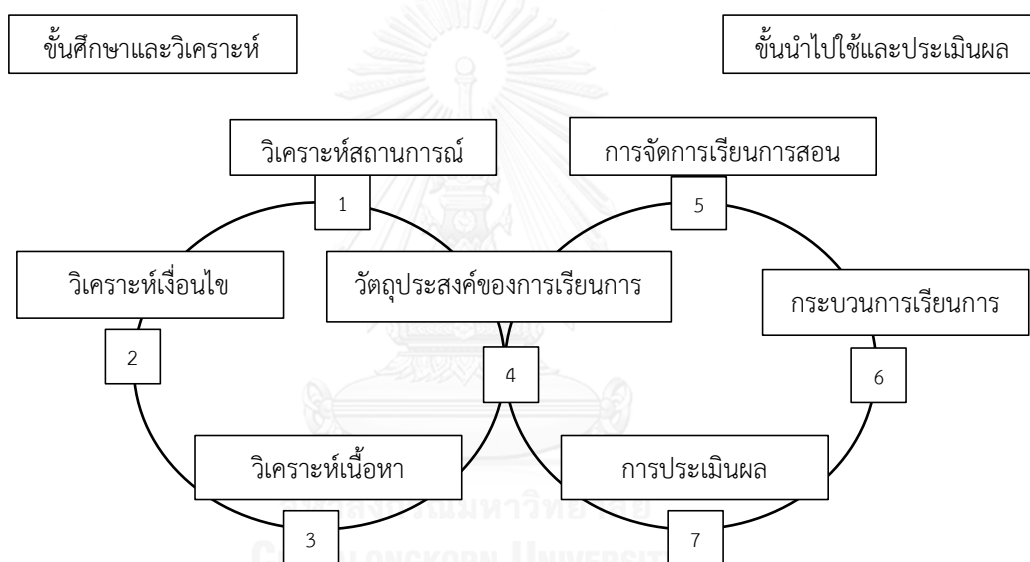 ขั้นศึกษาและวิเคราะห์
ขั้นนำไปใช้และประเมินผล
วิเคราะห์สถานการณ์
1
การจัดการเรียนการสอน
5
วิเคราะห์เงื่อนไข
2
วัตถุประสงค์ของการเรียนการ
4
กระบวนการเรียนการ
6
วิเคราะห์เนื้อหา
3
การประเมินผล
7